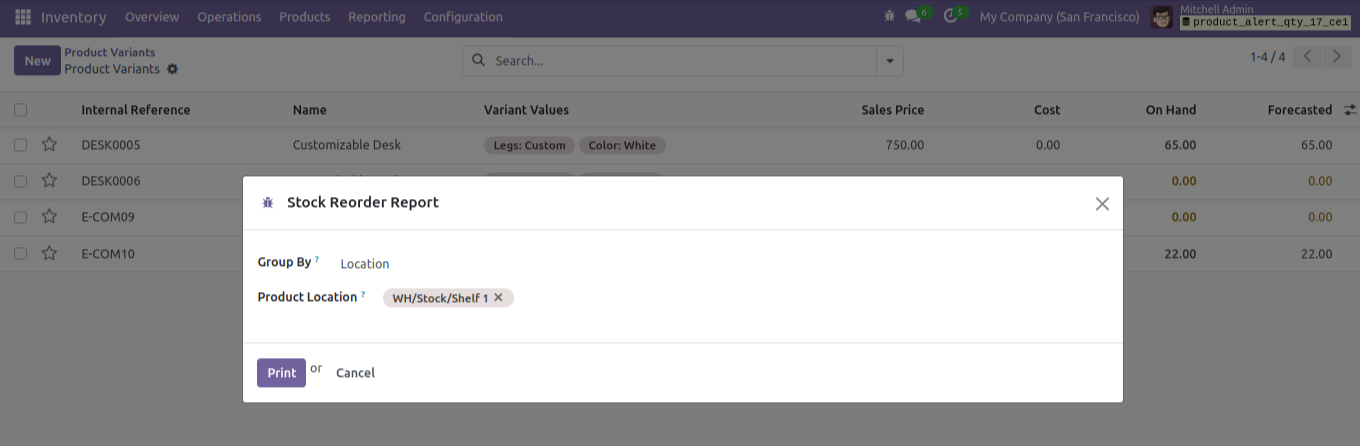 Inventory Overview Operations Products Reporting Configuration 6 5 My Company (San Francisco) Mitchell Admin
product_alert_qty_17_ce1
New Product Variants
Product Variants
Search... 1-4 / 4
Internal Reference Name Variant Values Sales Price Cost On Hand Forecasted
DESK0005 Customizable Desk Legs: Custom Color: White 750.00 0.00 65.00 65.00
DESK0006 0.00 0.00
E-COM09 0.00 0.00
E-COM10 22.00 22.00
Stock Reorder Report
Group By ? Location
Product Location ? WH/Stock/Shelf 1 ×
Print or Cancel